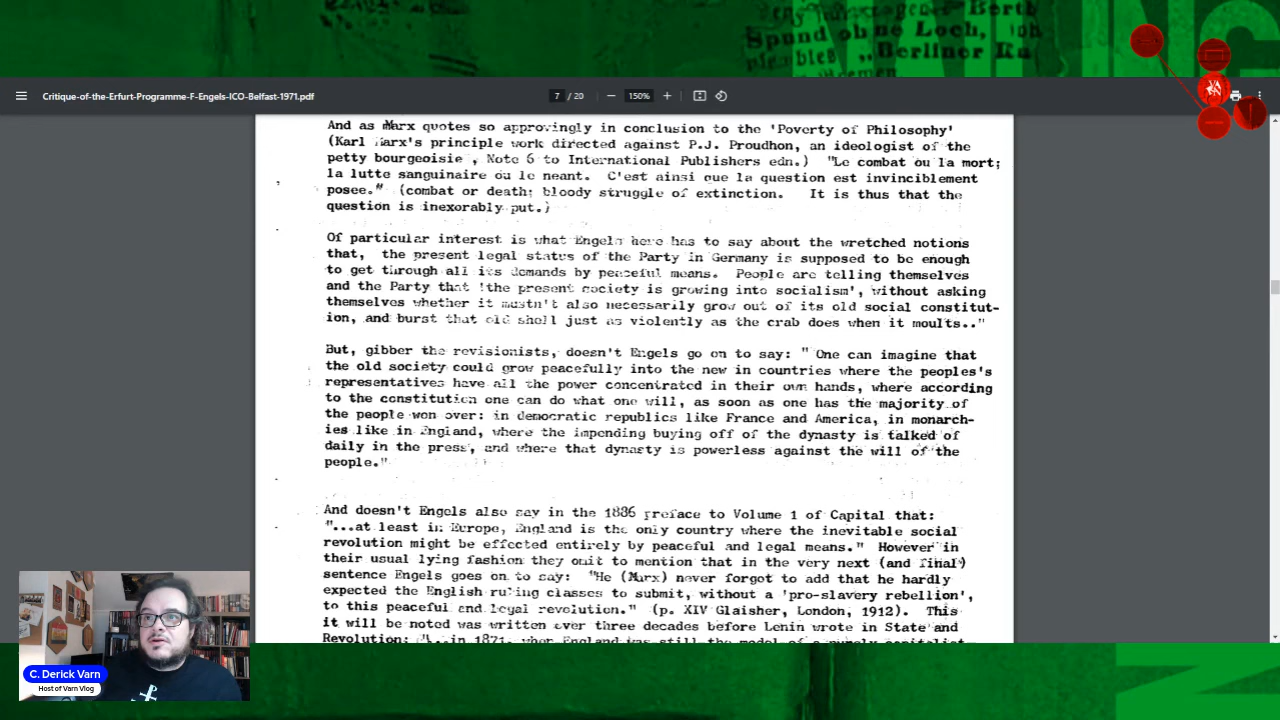 Berth
Spund ohne Loch,
„Berliner
Critique-of-the-Erfurt-Programme-F-Engels-ICO-Belfast-1971.pdf
7 / 20
150%
And as Marx quotes so approvingly in conclusion to the 'Poverty of Philosophy'
(Karl Marx's principle work directed against P.J. Proudhon, an ideologist of the
petty bourgeoisie , Note 6 to International Publishers edn.) "Le combat ou la mort;
la lutte sanguinaire ou le neant. C'est ainsi que la question est invinciblement
posee." (combat or death; bloody struggle of extinction. It is thus that the
question is inexorably put.)
Of particular interest is what Engels here has to say about the wretched notions
that, the present legal status of the Party in Germany is supposed to be enough
to get through all its demands by peaceful means. People are telling themselves
and the Party that 'the present society is growing into socialism', without asking
themselves whether it mustn't also necessarily grow out of its old social constitut-
ion, and burst that old shell just as violently as the crab does when it moults.."
But, gibber the revisionists, doesn't Engels go on to say: " One can imagine that
the old society could grow peacefully into the new in countries where the peoples's
representatives have all the power concentrated in their own hands, where according
to the constitution one can do what one will, as soon as one has the majority of
the people won over: in democratic republics like France and America, in monarch-
ies like in England, where the impending buying off of the dynasty is talked of
daily in the press, and where that dynasty is powerless against the will of the
people."
And doesn't Engels also say in the 1886 preface to Volume 1 of Capital that:
"...at least in Europe, England is the only country where the inevitable social
revolution might be effected entirely by peaceful and legal means." However in
their usual lying fashion they omit to mention that in the very next (and final)
sentence Engels goes on to say: "He (Marx) never forgot to add that he hardly
expected the English ruling classes to submit, without a 'pro-slavery rebellion',
to this peaceful and legal revolution." (p. XIV Glaisher, London, 1912). This
it will be noted was written over three decades before Lenin wrote in State and
Revolution: ".. in 1871, when England was still the model of a purely capitalist
C. Derick Varn
Host of Varn Vlog